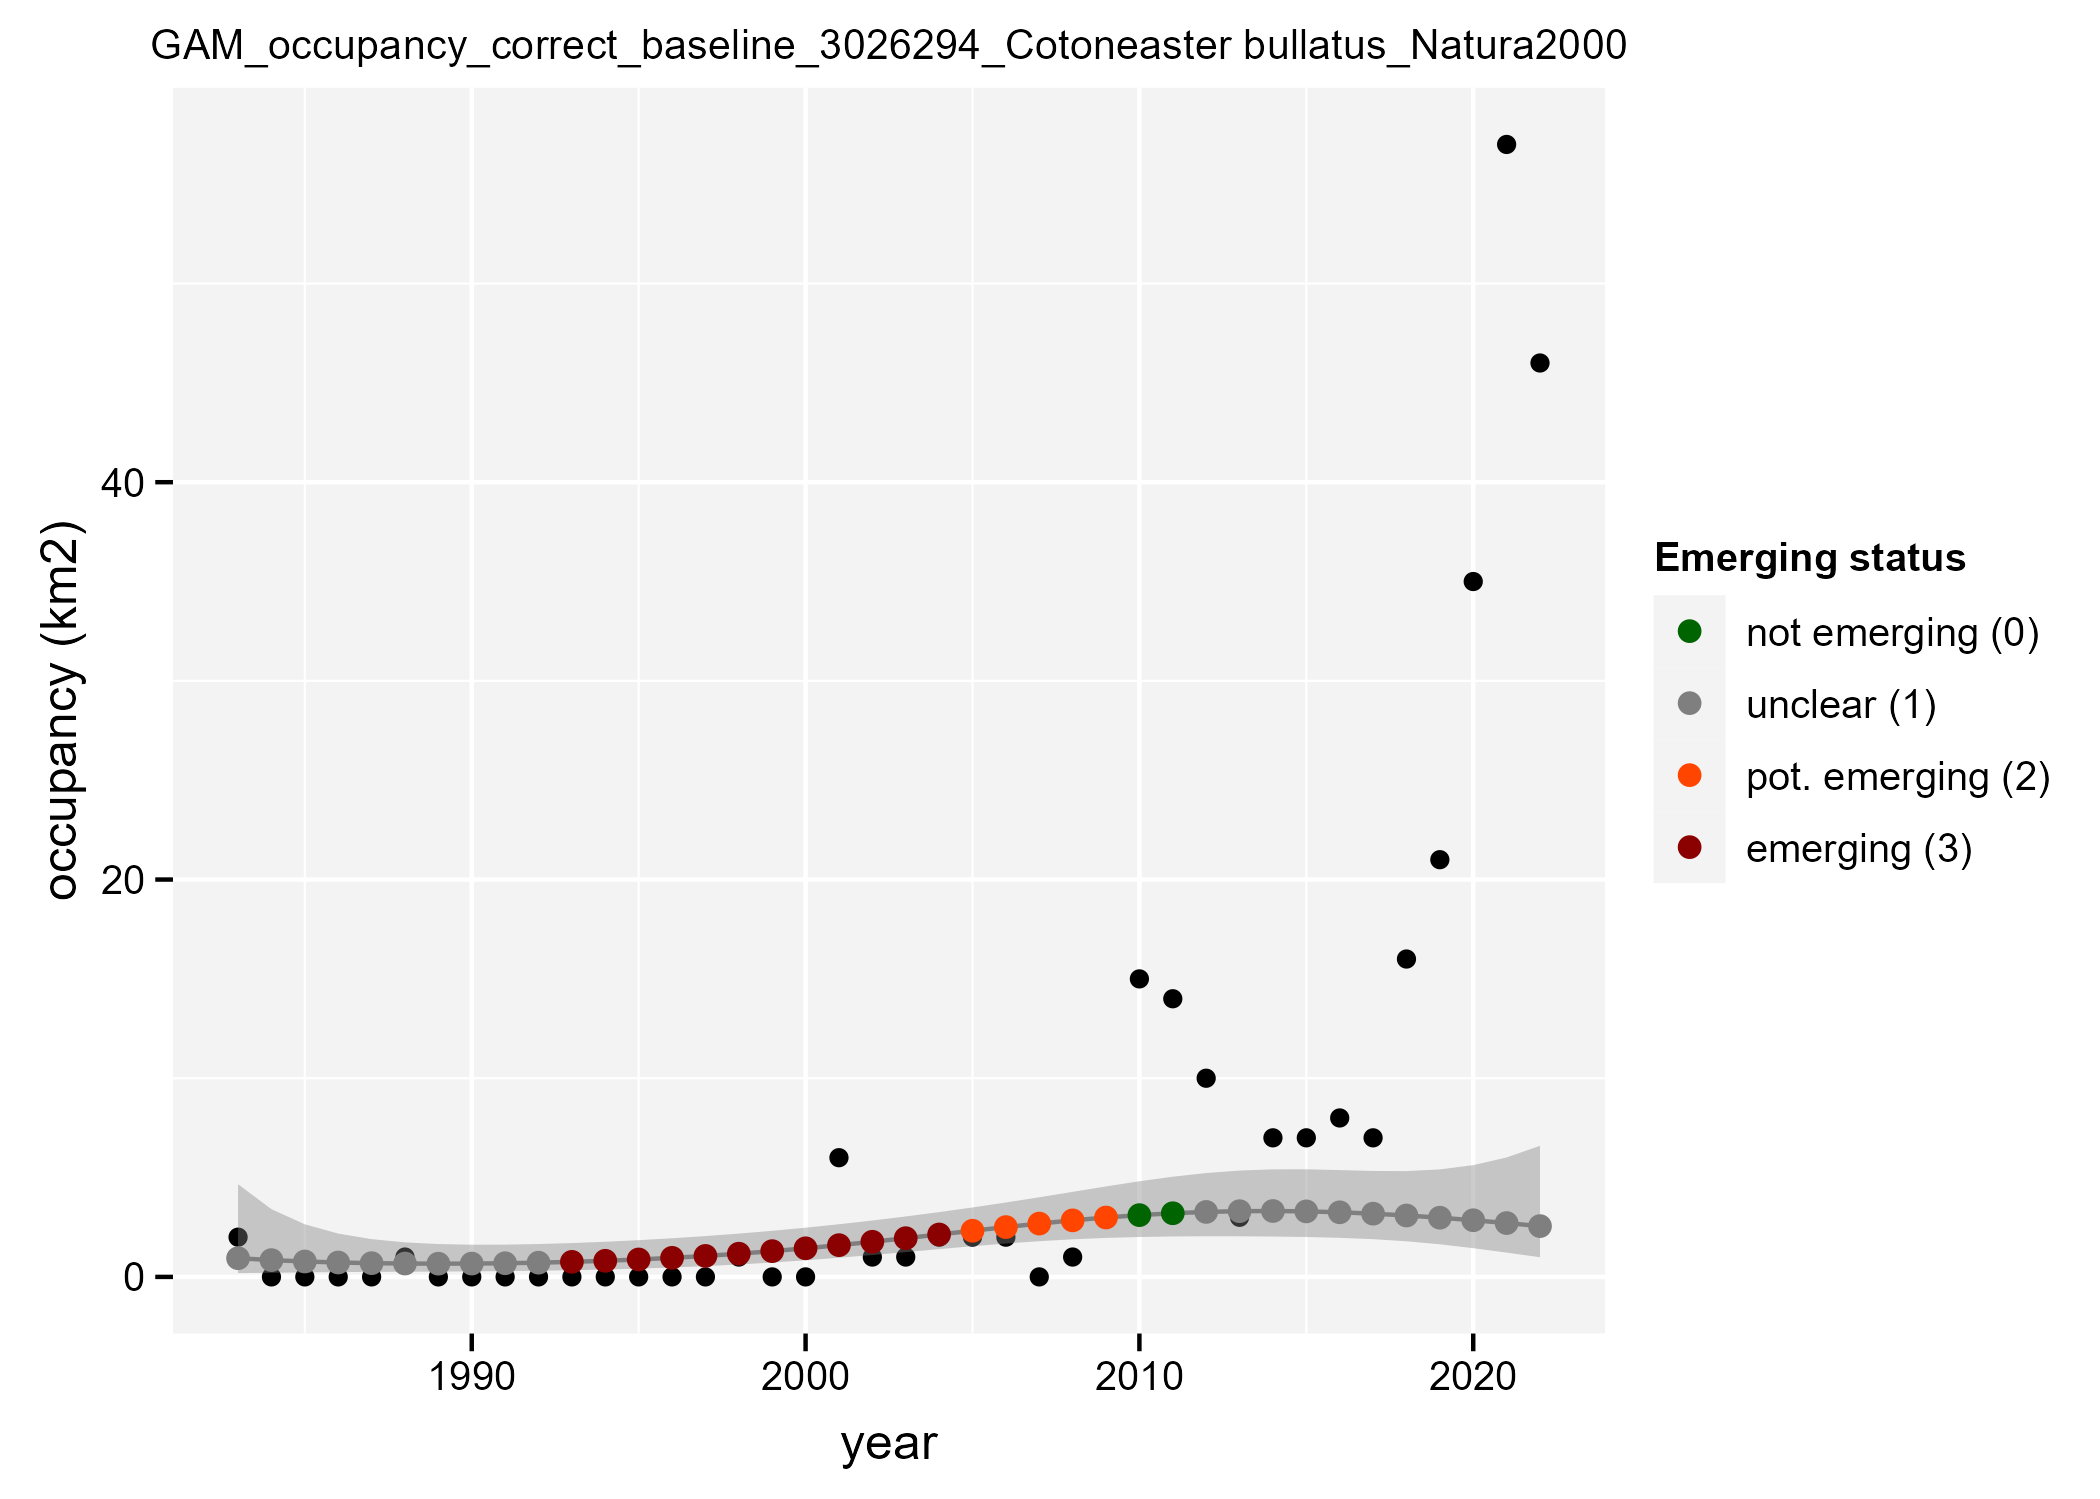 GAM_occupancy_correct_baseline_3026294_Cotoneaster bullatus_Natura2000
occupancy (km2)
40
20
0
1990
2000
2010
2020
year
Emerging status
not emerging (0)
unclear (1)
pot. emerging (2)
emerging (3)